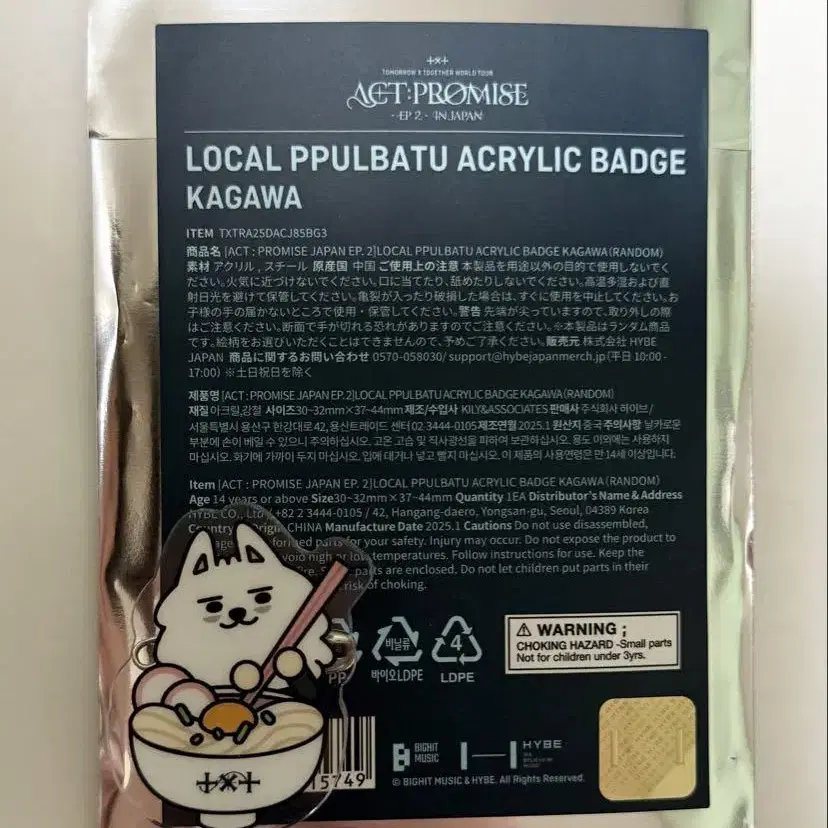 TOMORROW X TOGETHER WORLD TOUR
ACT:PROMISE
- EP 2 - IN JAPAN
LOCAL PPULBATU ACRYLIC BADGE
KAGAWA
ITEM TXTRA25DACJ85BG3
商品名 [ACT : PROMISE JAPAN EP. 2]LOCAL PPULBATU ACRYLIC BADGE KAGAWA(RANDOM)
素材 アクリル , スチール 原産国 中国 ご使用上の注意 本製品を用途以外の目的で使用しないでく
ださい。火気に近づけないでください。口に当てたり、舐めたりしないでください。高温多湿および直
射日光を避けて保管してください。亀裂が入ったり破損した場合は、すぐに使用を中止してください。お
子様の手の届かないところで使用・保管してください。警告 先端が尖っていますので、取り外しの際
はご注意ください。断面で手が切れる恐れがありますのでご注意ください。※本製品はランダム商品
です。絵柄をお選びいただくことはできませんので、予めご了承ください。販売元 株式会社 HYBE
JAPAN 商品に関するお問い合わせ 0570-058030/ support@hybejapanmerch.jp(平日 10:00 -
17:00) ※土日祝日を除く
제품명 [ACT : PROMISE JAPAN EP. 2]LOCAL PPULBATU ACRYLIC BADGE KAGAWA(RANDOM)
재질 아크릴,강철 사이즈30~32mm×37~44mm 제조/수입사 KILY&ASSOCIATES 판매사 주식회사 하이브/
서울특별시 용산구 한강대로 42, 용산트레이드 센터 02 3444-0105 제조연월 2025.1 원산지 중국 주의사항 날카로운
부분에 손이 베일 수 있으니 주의하십시오. 고온 고습 및 직사광선을 피하여 보관하십시오. 용도 이외에는 사용하지
마십시오. 화기에 가까이 두지 마십시오. 입에 대거나 넣고 빨지 마십시오. 이 제품의 사용연령은 만 14세 이상입니다.
Item [ACT : PROMISE JAPAN EP. 2]LOCAL PPULBATU ACRYLIC BADGE KAGAWA (RANDOM)
Age 14 years or above Size30~32mm×37~44mm Quantity 1EA Distributor's Name & Address
HYBE CO., Ltd / +82 2 3444-0105 / 42, Hangang-daero, Yongsan-gu, Seoul, 04389 Korea
Country Origin CHINA Manufacture Date 2025.1 Cautions Do not use disassembled,
parts for your safety. Injury may occur. Do not expose the product to
temperatures. Follow instructions for use. Keep the
parts are enclosed. Do not let children put parts in their
risk of choking.
PP
비닐류
바이오LDPE
4
LDPE
WARNING ;
CHOKING HAZARD -Small parts
Not for children under 3yrs.
15749
BIGHIT
MUSIC
HYBE
© BIGHIT MUSIC & HYBE. All Rights Reserved.